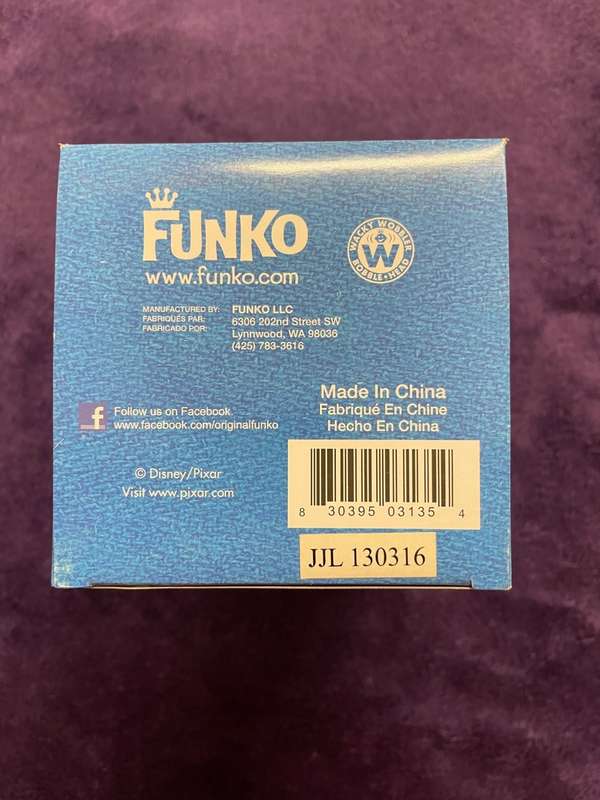 FUNKO
www.funko.com
WACKY WOBBLER
W
BOBBLE-HEAD
MANUFACTURED BY:
FABRIQUÉS PAR:
FABRICADO POR:
FUNKO LLC
6306 202nd Street SW
Lynnwood, WA 98036
(425) 783-3616
Made In China
Fabriqué En Chine
Hecho En China
f
Follow us on Facebook
www.facebook.com/originalfunko
© Disney/Pixar
Visit www.pixar.com
8 30395 03135 4
JJL 130316